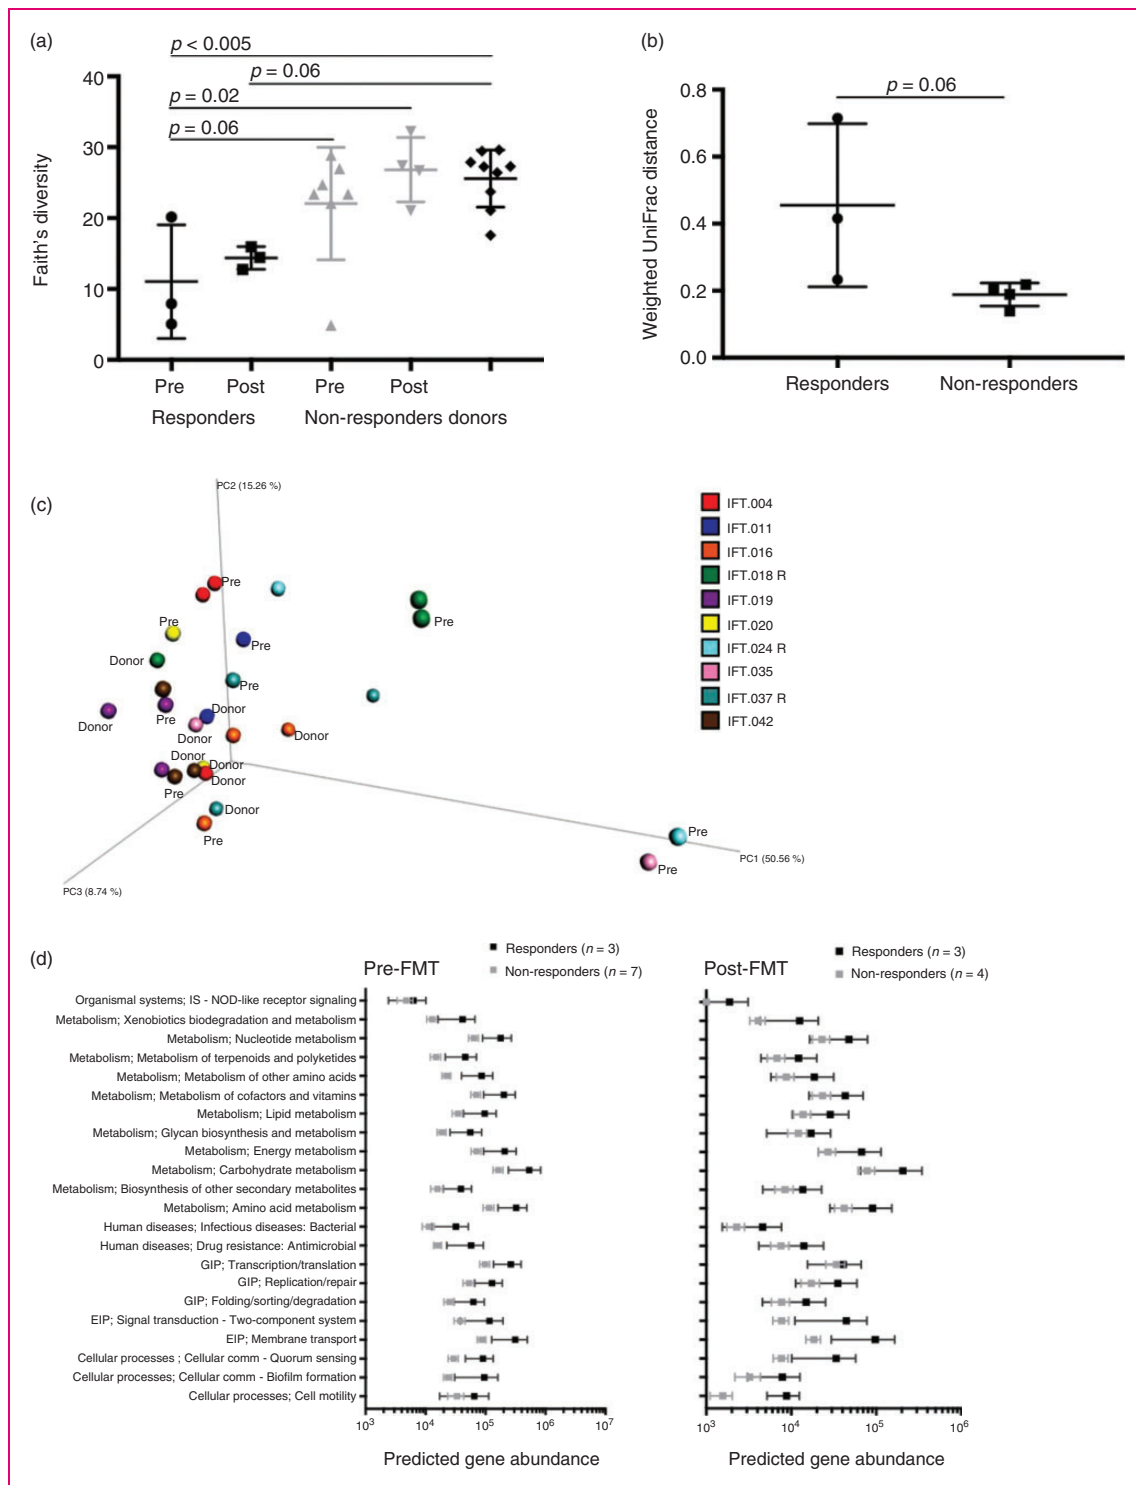 (a)
p < 0.005
p = 0.06
p = 0.02
p = 0.06
40
30
20
10
0
Faith's diversity
Pre
Post
Pre
Post
Responders
Non-responders donors
(b)
p = 0.06
0.8
0.6
0.4
0.2
0.0
Weighted UniFrac distance
Responders
Non-responders
(c)
PC2 (15.26 %)
Pre
Pre
Pre
Pre
Donor
Pre
Donor
Pre
Donor
Donor
Donor
Donor
Donor
Donor
Pre
Donor
Pre
Pre
Pre
PC1 (50.56 %)
PC3 (8.74 %)
IFT.004
IFT.011
IFT.016
IFT.018 R
IFT.019
IFT.020
IFT.024 R
IFT.035
IFT.037 R
IFT.042
(d)
Pre-FMT
Responders (n = 3)
Non-responders (n = 7)
Post-FMT
Responders (n = 3)
Non-responders (n = 4)
Organismal systems; IS - NOD-like receptor signaling
Metabolism; Xenobiotics biodegradation and metabolism
Metabolism; Nucleotide metabolism
Metabolism; Metabolism of terpenoids and polyketides
Metabolism; Metabolism of other amino acids
Metabolism; Metabolism of cofactors and vitamins
Metabolism; Lipid metabolism
Metabolism; Glycan biosynthesis and metabolism
Metabolism; Energy metabolism
Metabolism; Carbohydrate metabolism
Metabolism; Biosynthesis of other secondary metabolites
Metabolism; Amino acid metabolism
Human diseases; Infectious diseases: Bacterial
Human diseases; Drug resistance: Antimicrobial
GIP; Transcription/translation
GIP; Replication/repair
GIP; Folding/sorting/degradation
EIP; Signal transduction - Two-component system
EIP; Membrane transport
Cellular processes ; Cellular comm - Quorum sensing
Cellular processes; Cellular comm - Biofilm formation
Cellular processes; Cell motility
10³ 10⁴ 10⁵ 10⁶ 10⁷
Predicted gene abundance
10³ 10⁴ 10⁵ 10⁶
Predicted gene abundance